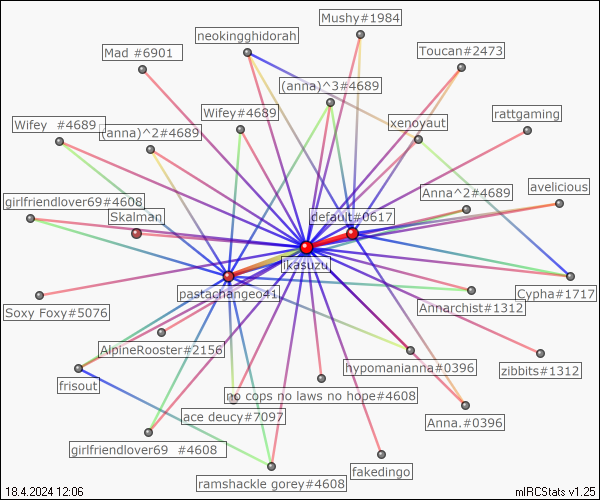 Mushy#1984
neokingghidorah
Mad #6901
Toucan#2473
(anna)^3#4689
Wifey#4689
rattgaming
Wifey  #4689
(anna)^2#4689
xenoyaut
Anna^2#4689
avelicious
girlfriendlover69#4608
Skalman
default#0617
ikasuzu
pastachangeo41
Cypha#1717
Soxy Foxy#5076
Annarchist#1312
AlpineRooster#2156
hypomanianna#0396
zibbits#1312
frisout
no cops no laws no hope#4608
ace deucy#7097
Anna.#0396
girlfriendlover69  #4608
fakedingo
ramshackle gorey#4608
18.4.2024 12:06
mIRCStats v1.25